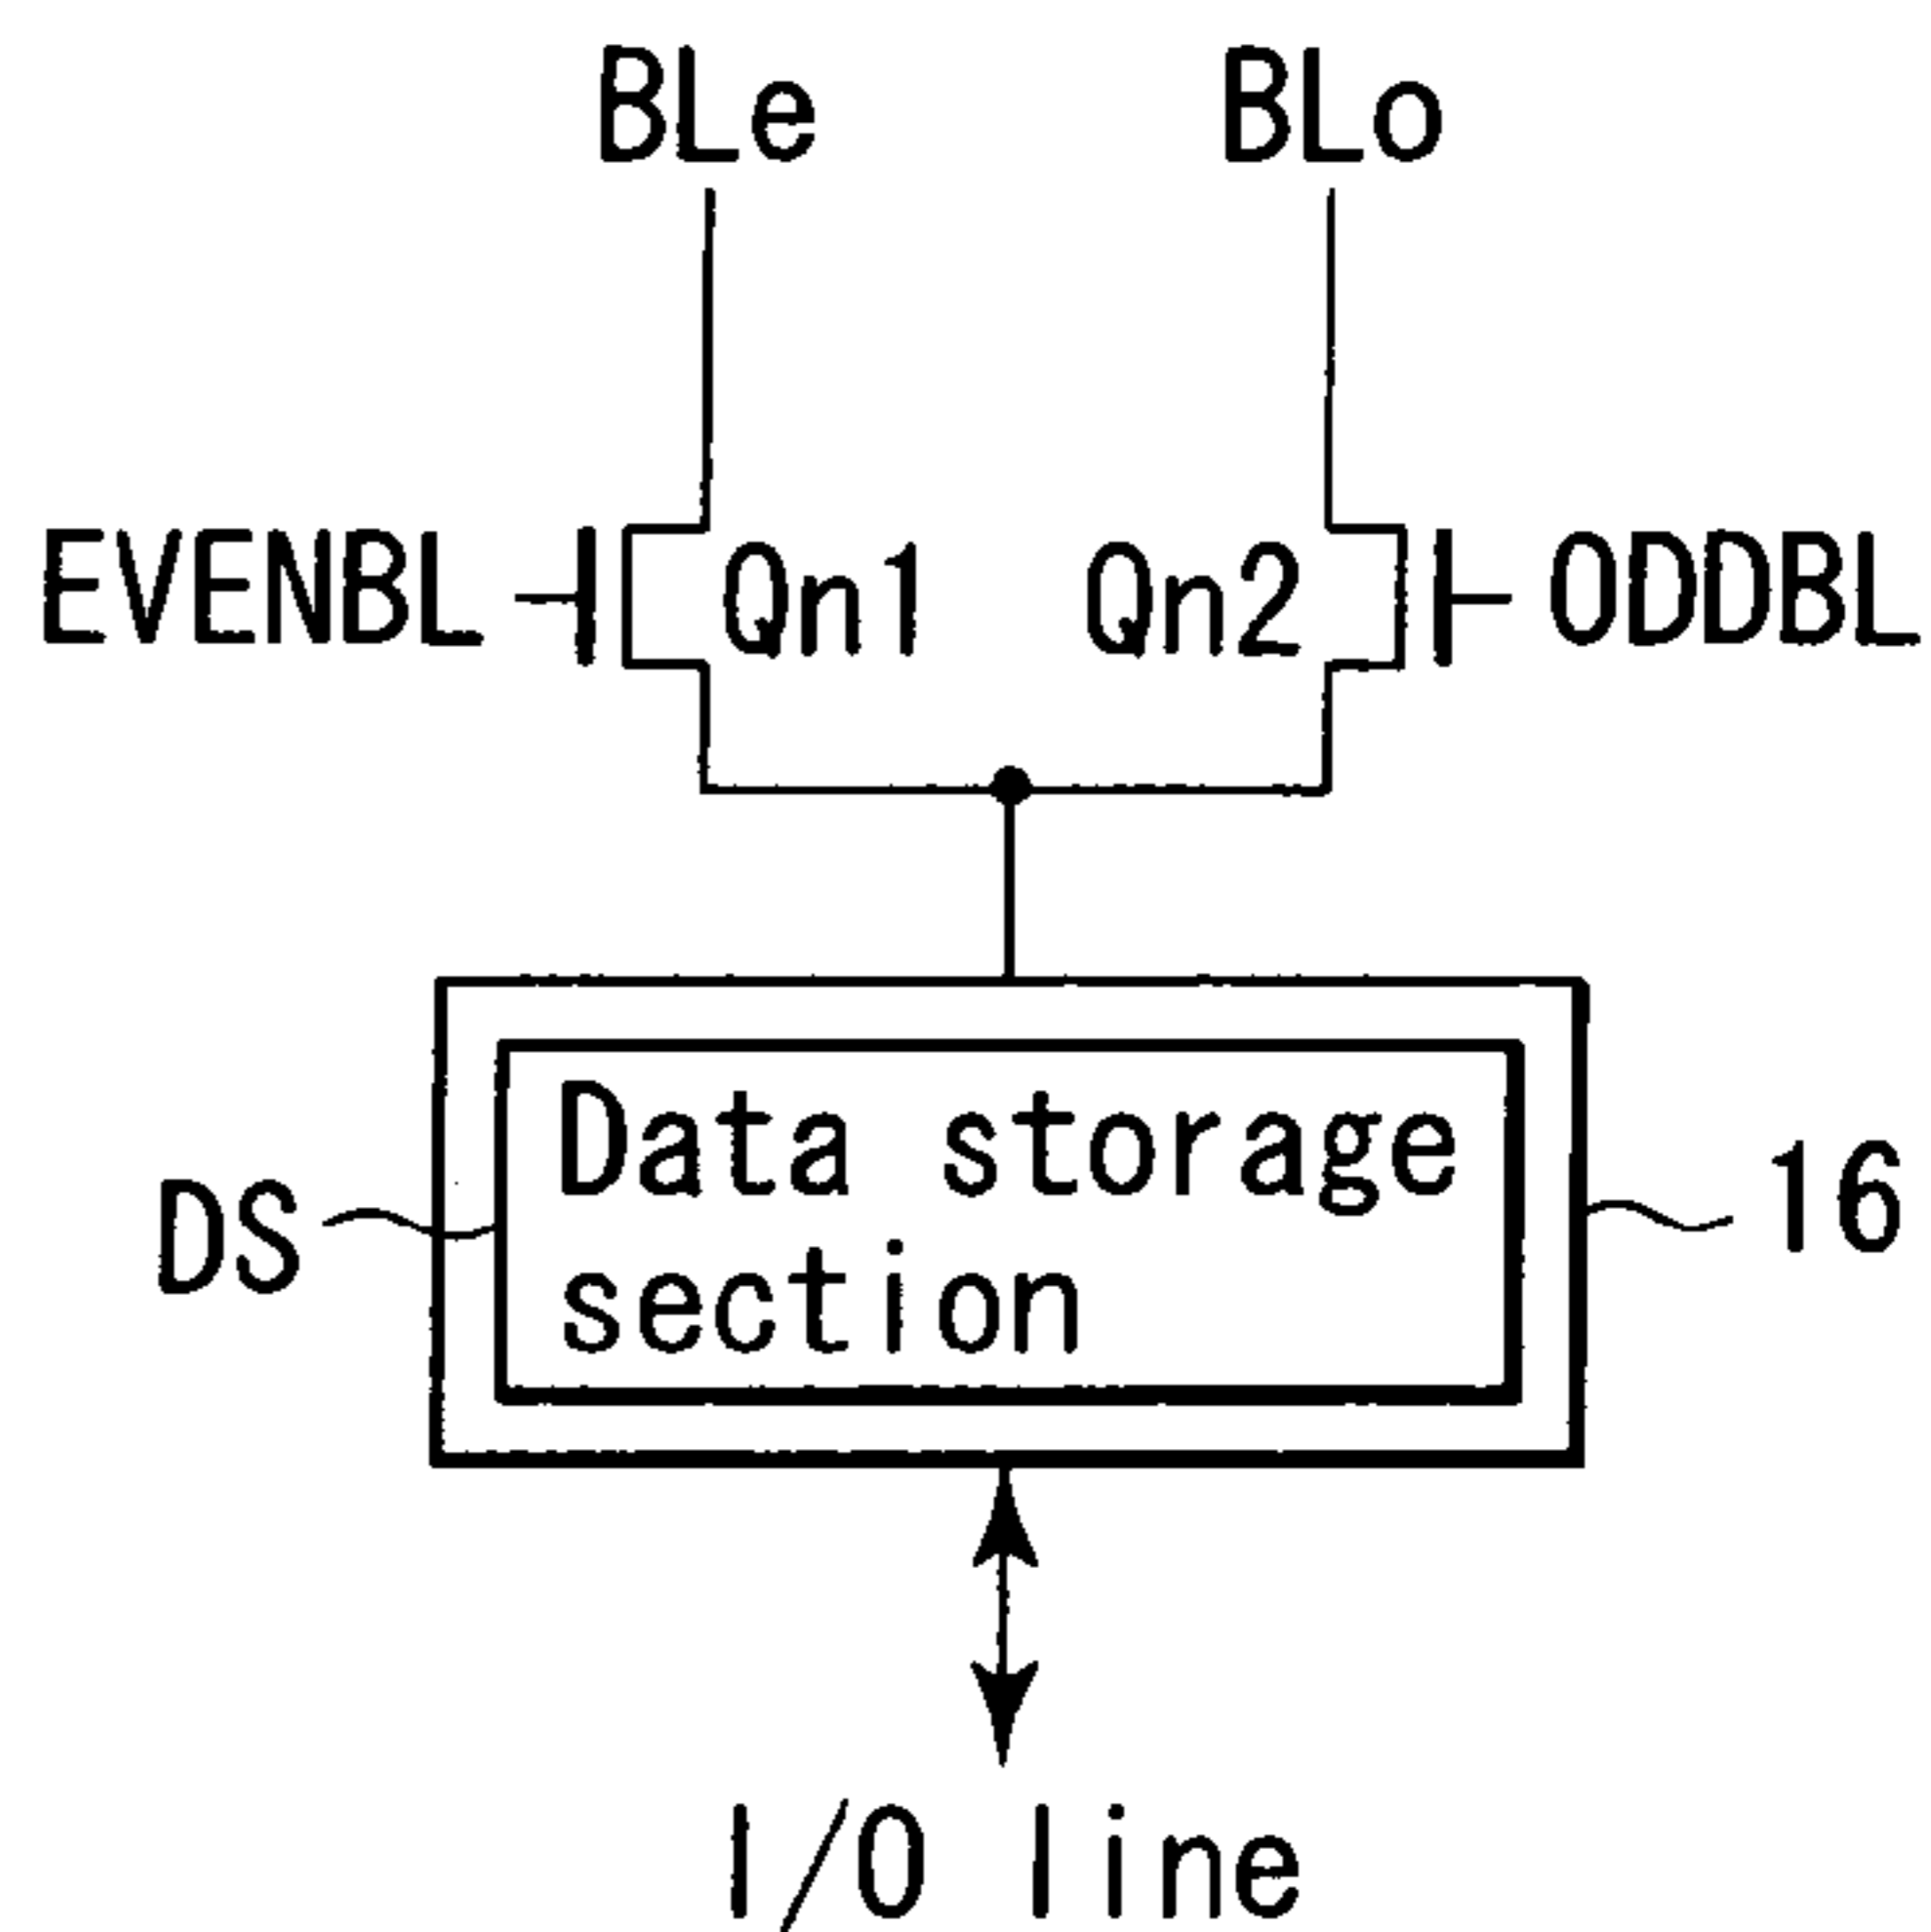 BLe BLo
EVENBL Qn1 Qn2 ODDBL
Data storage
section
DS 16
I/O line